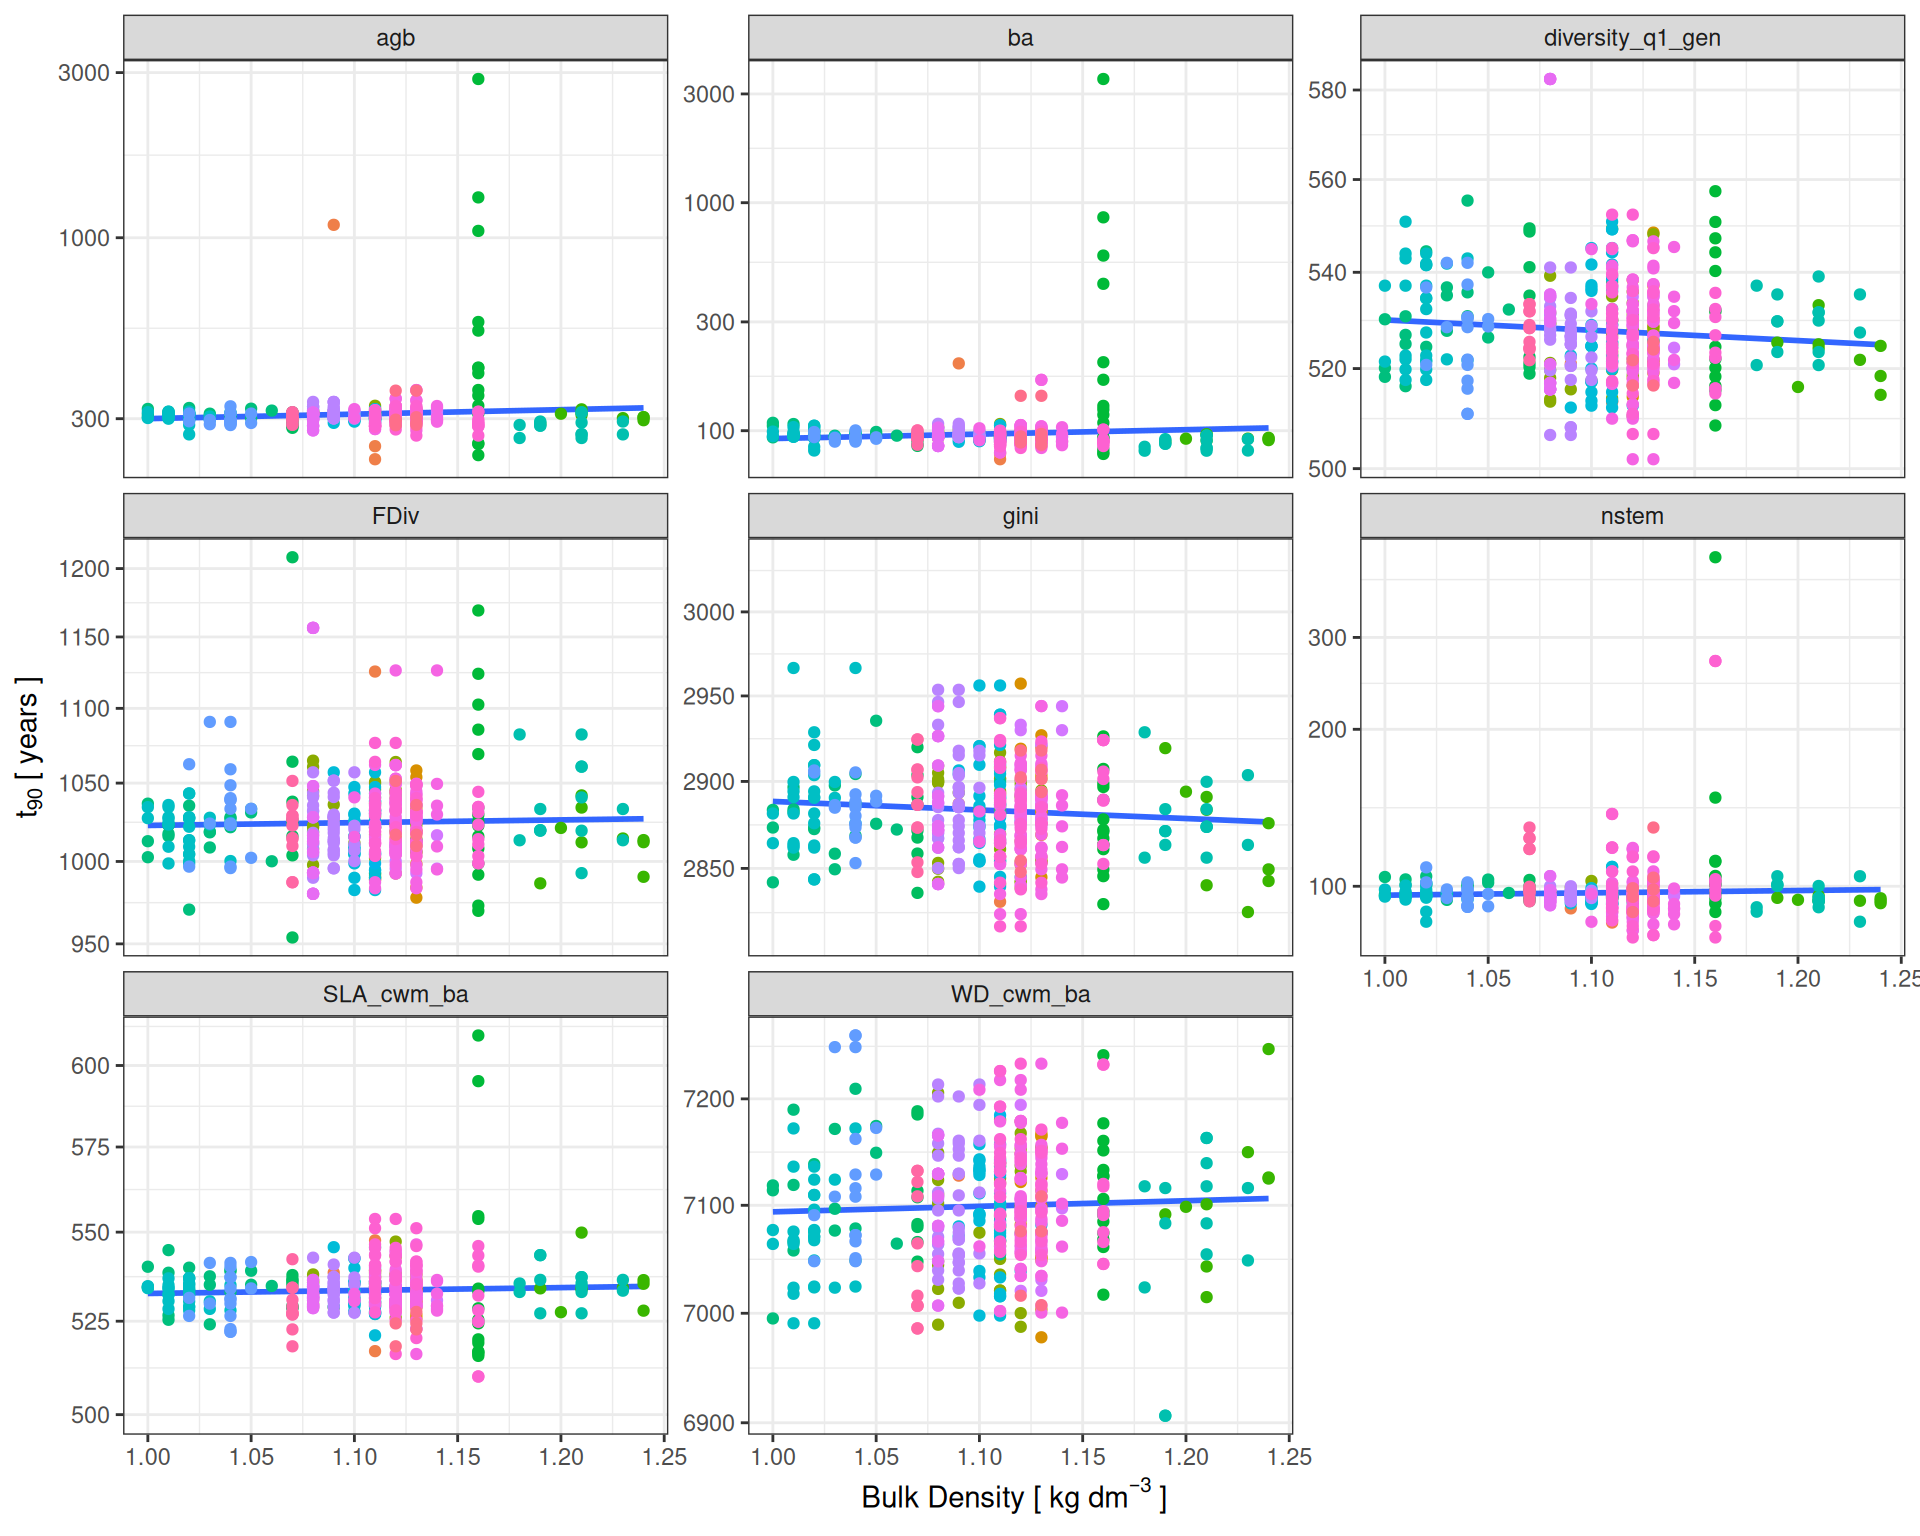 agb
ba
diversity_q1_gen
3000
1000
300
3000
1000
300
100
580
560
540
520
500
FDiv
gini
nstem
1200
1150
1100
1050
1000
950
3000
2950
2900
2850
300
200
100
1.00 1.05 1.10 1.15 1.20 1.25
SLA_cwm_ba
WD_cwm_ba
600
575
550
525
500
7200
7100
7000
6900
1.00 1.05 1.10 1.15 1.20 1.25
1.00 1.05 1.10 1.15 1.20 1.25
t90 [ years ]
Bulk Density [ kg dm−3 ]